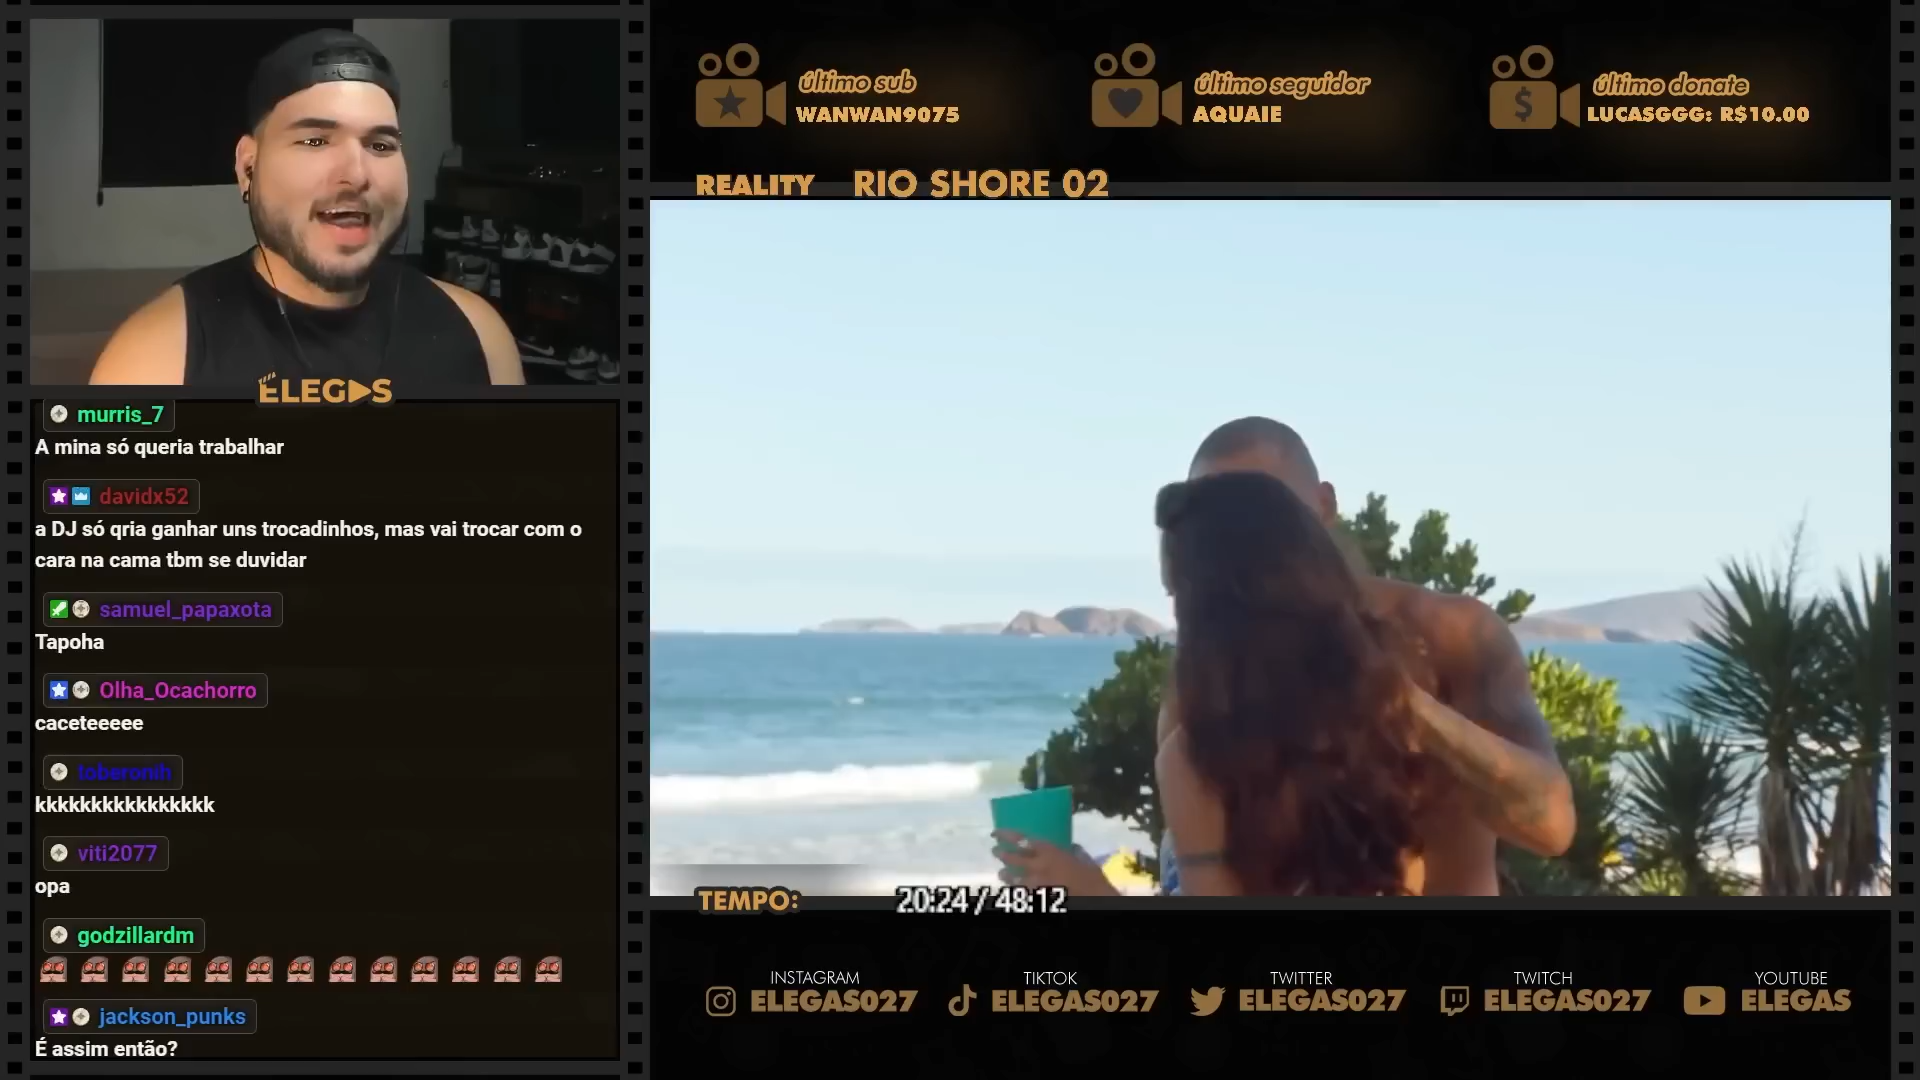 ELEGAS
murris_7
A mina só queria trabalhar
davidx52
a DJ só qria ganhar uns trocadinhos, mas vai trocar com o
cara na cama tbm se duvidar
samuel_papaxota
Tapoha
Olha_Ocachorro
caceteeeee
toberonih
kkkkkkkkkkkkkkkk
viti2077
opa
godzillardm
jackson_punks
É assim então?
último sub
WANWAN9075
último seguidor
AQUAIE
último donate
LUCASGGG: R$10.00
REALITY RIO SHORE 02
TEMPO: 20:24 / 48:12
INSTAGRAM
ELEGAS027
TIKTOK
ELEGAS027
TWITTER
ELEGAS027
TWITCH
ELEGAS027
YOUTUBE
ELEGAS